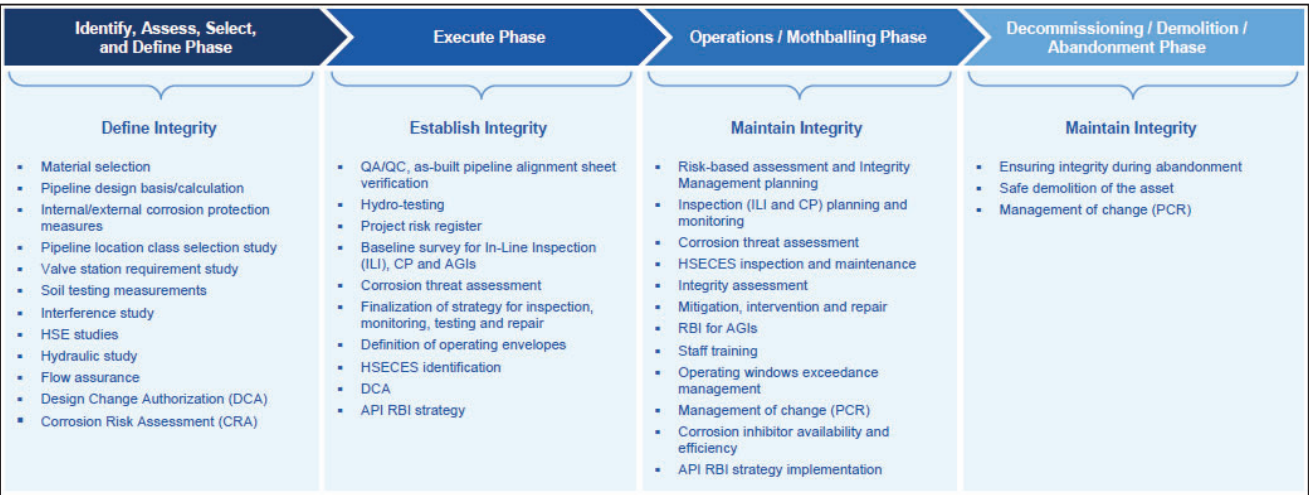 Identify, Assess, Select,
and Define Phase
Execute Phase
Operations / Mothballing Phase
Decommissioning / Demolition /
Abandonment Phase
Define Integrity
▪ Material selection
▪ Pipeline design basis/calculation
▪ Internal/external corrosion protection
measures
▪ Pipeline location class selection study
▪ Valve station requirement study
▪ Soil testing measurements
▪ Interference study
▪ HSE studies
▪ Hydraulic study
▪ Flow assurance
▪ Design Change Authorization (DCA)
▪ Corrosion Risk Assessment (CRA)
Establish Integrity
▪ QA/QC, as-built pipeline alignment sheet
verification
▪ Hydro-testing
▪ Project risk register
▪ Baseline survey for In-Line Inspection
(ILI), CP and AGIs
▪ Corrosion threat assessment
▪ Finalization of strategy for inspection,
monitoring, testing and repair
▪ Definition of operating envelopes
▪ HSECES identification
▪ DCA
▪ API RBI strategy
Maintain Integrity
▪ Risk-based assessment and Integrity
Management planning
▪ Inspection (ILI and CP) planning and
monitoring
▪ Corrosion threat assessment
▪ HSECES inspection and maintenance
▪ Integrity assessment
▪ Mitigation, intervention and repair
▪ RBI for AGIs
▪ Staff training
▪ Operating windows exceedance
management
▪ Management of change (PCR)
▪ Corrosion inhibitor availability and
efficiency
▪ API RBI strategy implementation
Maintain Integrity
▪ Ensuring integrity during abandonment
▪ Safe demolition of the asset
▪ Management of change (PCR)